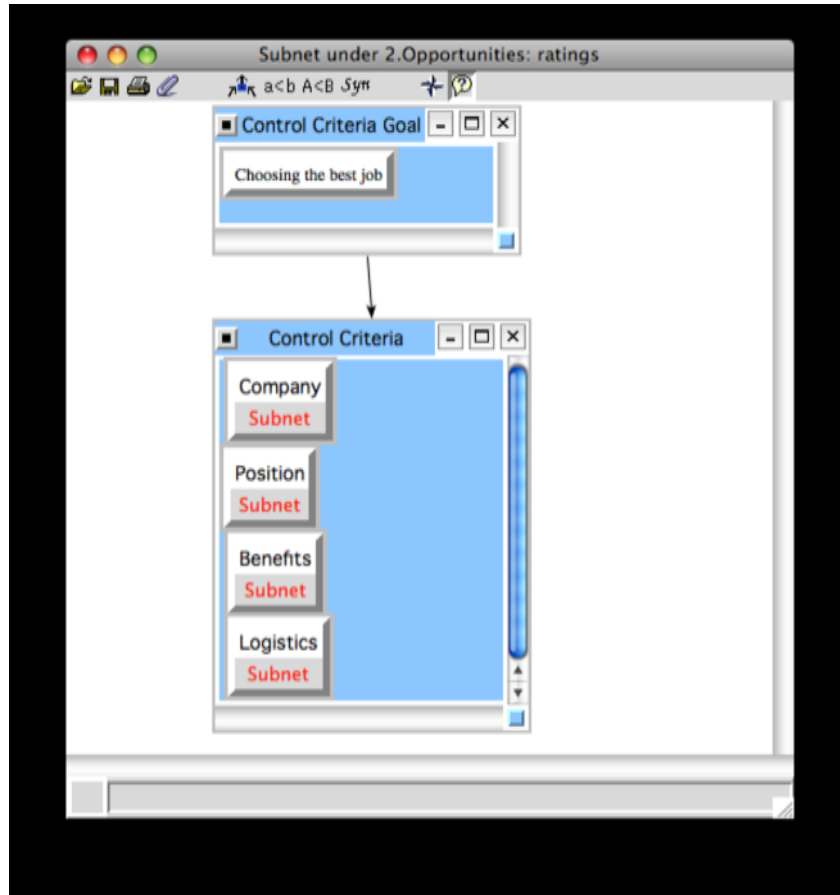 Subnet under 2.Opportunities: ratings
a<b A<B Syn
Control Criteria Goal
Choosing the best job
Control Criteria
Company
Subnet
Position
Subnet
Benefits
Subnet
Logistics
Subnet